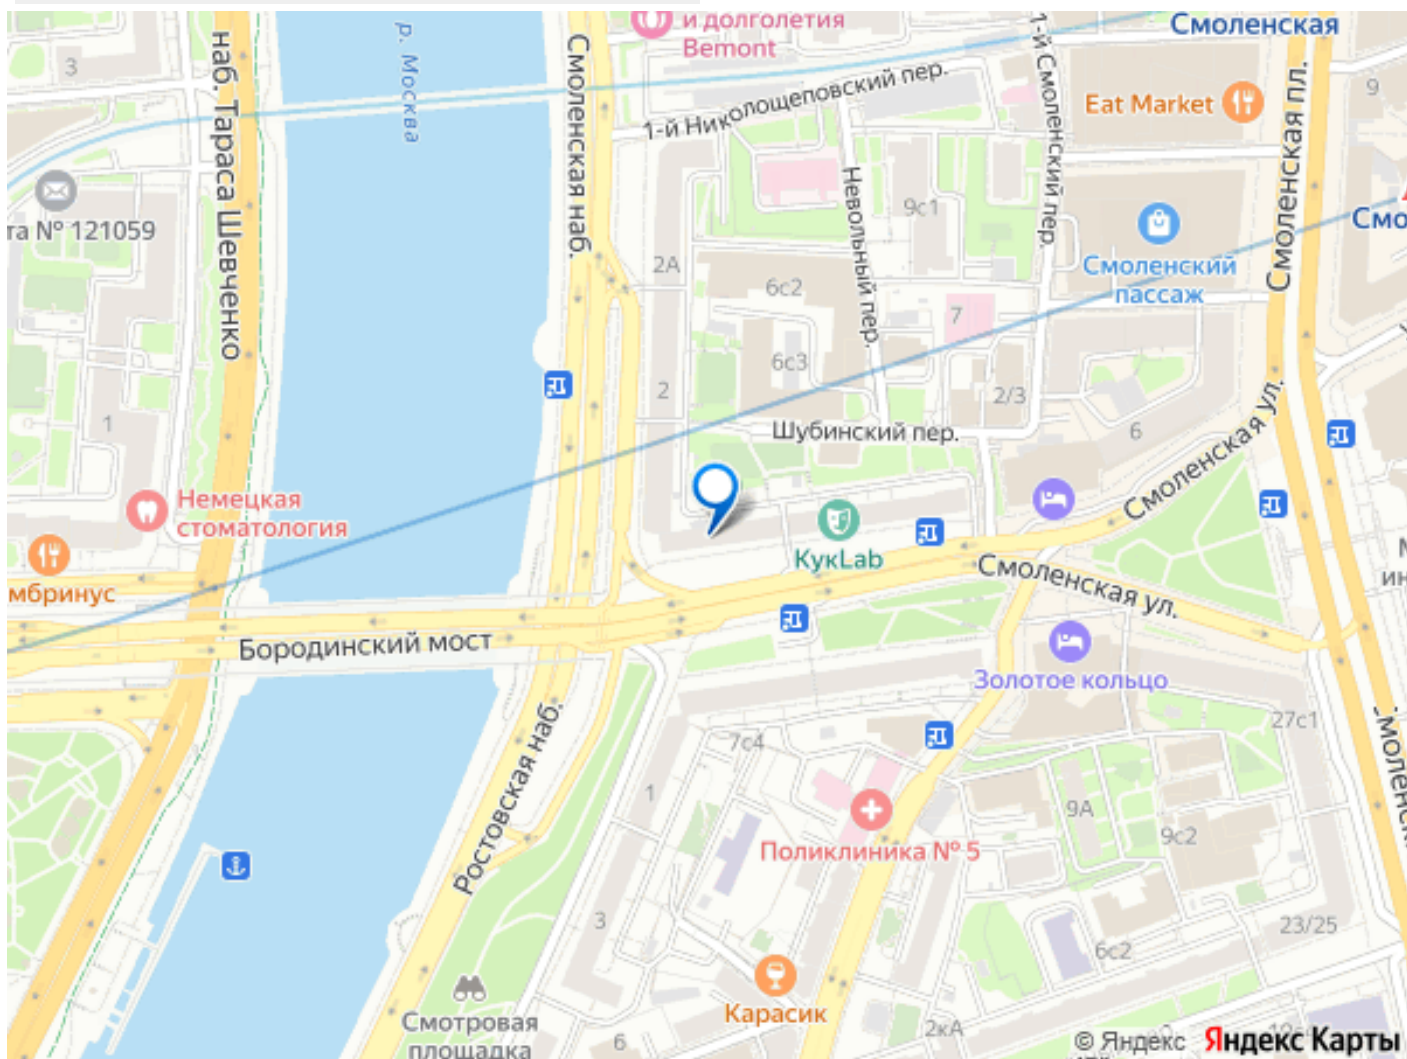 и долголетия
Bemont
Смоленская
3
р. Москва
наб. Тараса Шевченко
Смоленская наб.
1-й Николощеповский пер.
1-й Смоленский пер.
Eat Market
Смоленская пл.
9
№ 121059
Невольный пер.
9с1
Смоленский
пассаж
2А
6с2
7
6с3
2
2/3
1
Шубинский пер.
6
Смоленская ул.
Немецкая
стоматология
КукLab
Смоленская ул.
Бородинский мост
Золотое кольцо
27с1
Ростовская наб.
7с4
1
9А
9с2
Поликлиника № 5
3
23/25
6с2
Карасик
Смотровая
площадка
6
2кА
© Яндекс Яндекс Карты